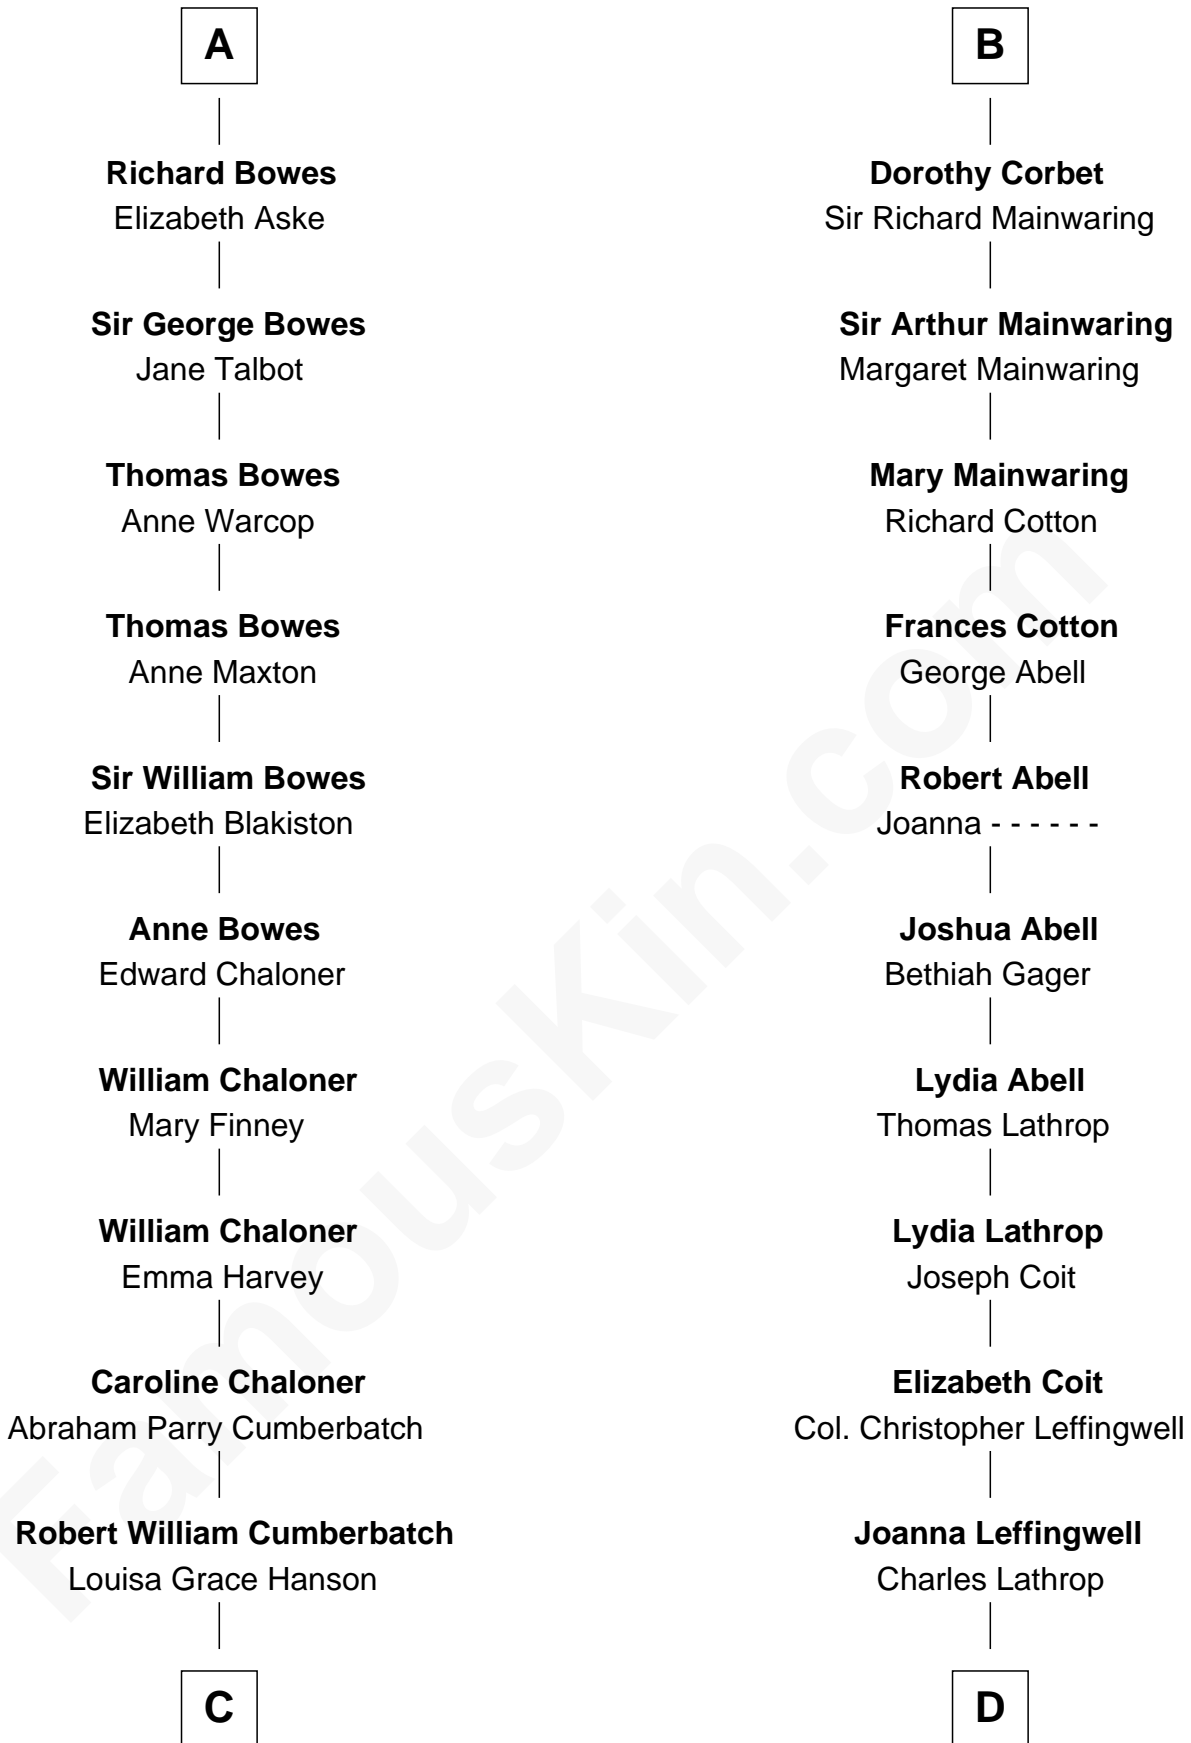 A
Richard Bowes
Elizabeth Aske
Sir George Bowes
Jane Talbot
Thomas Bowes
Anne Warcop
Thomas Bowes
Anne Maxton
Sir William Bowes
Elizabeth Blakiston
Anne Bowes
Edward Chaloner
William Chaloner
Mary Finney
William Chaloner
Emma Harvey
Caroline Chaloner
Abraham Parry Cumberbatch
Robert William Cumberbatch
Louisa Grace Hanson
C
B
Dorothy Corbet
Sir Richard Mainwaring
Sir Arthur Mainwaring
Margaret Mainwaring
Mary Mainwaring
Richard Cotton
Frances Cotton
George Abell
Robert Abell
Joanna - - - - - -
Joshua Abell
Bethiah Gager
Lydia Abell
Thomas Lathrop
Lydia Lathrop
Joseph Coit
Elizabeth Coit
Col. Christopher Leffingwell
Joanna Leffingwell
Charles Lathrop
D
FamousKin.com